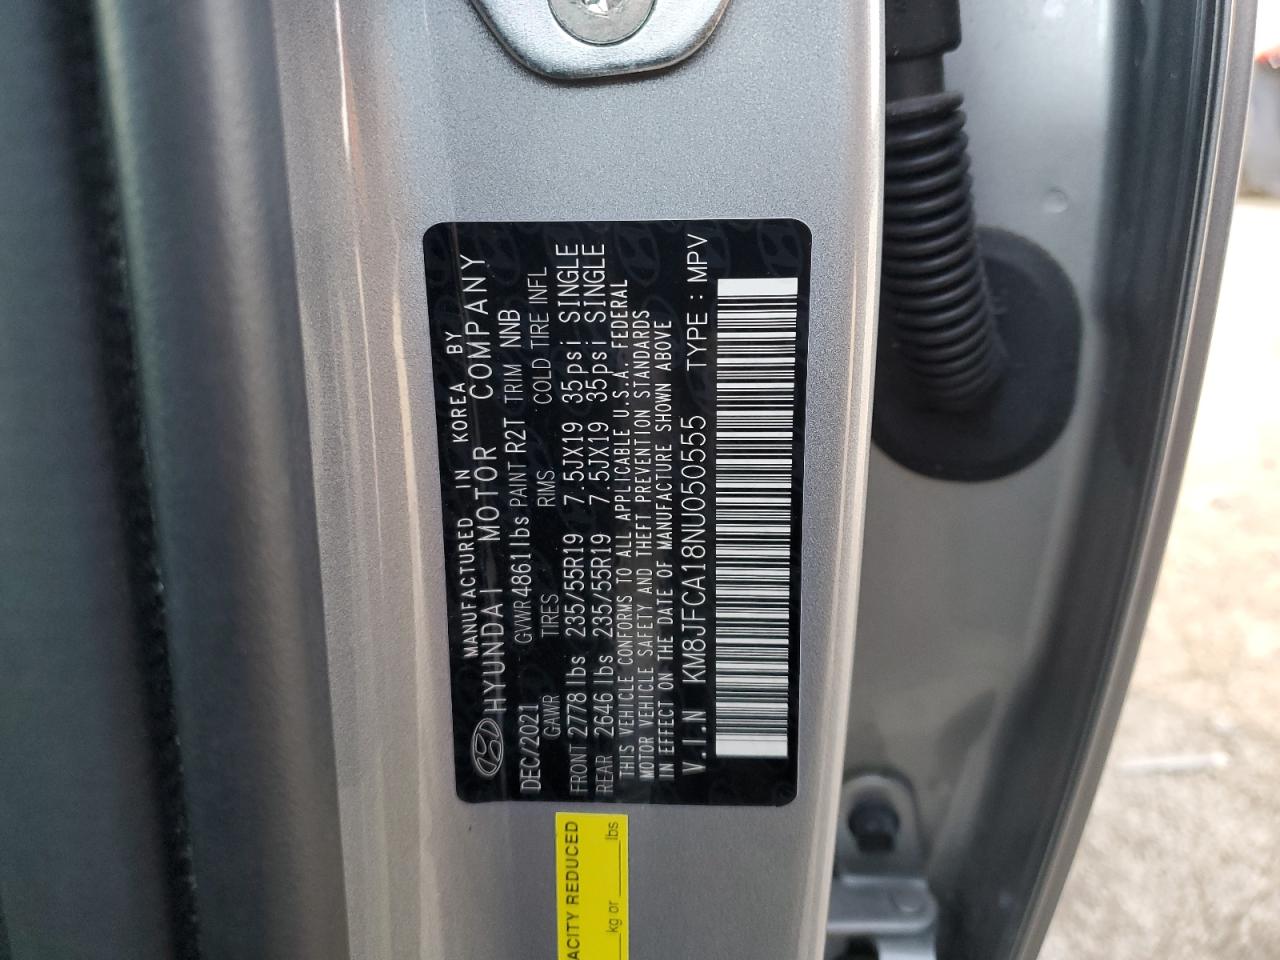 MANUFACTURED IN KOREA BY
HYUNDAI MOTOR COMPANY
DEC/2021 GVWR 4861 lbs PAINT R2T TRIM NNB
GAWR TIRES RIMS COLD TIRE INFL
FRONT 2778 lbs 235/55R19 7.5JX19 35psi SINGLE
REAR 2646 lbs 235/55R19 7.5JX19 35psi SINGLE
THIS VEHICLE CONFORMS TO ALL APPLICABLE U.S.A. FEDERAL
MOTOR VEHICLE SAFETY AND THEFT PREVENTION STANDARDS
IN EFFECT ON THE DATE OF MANUFACTURE SHOWN ABOVE
V.I.N KM8JFCA18NU050555 TYPE : MPV
ACITY REDUCED
kg or ____lbs